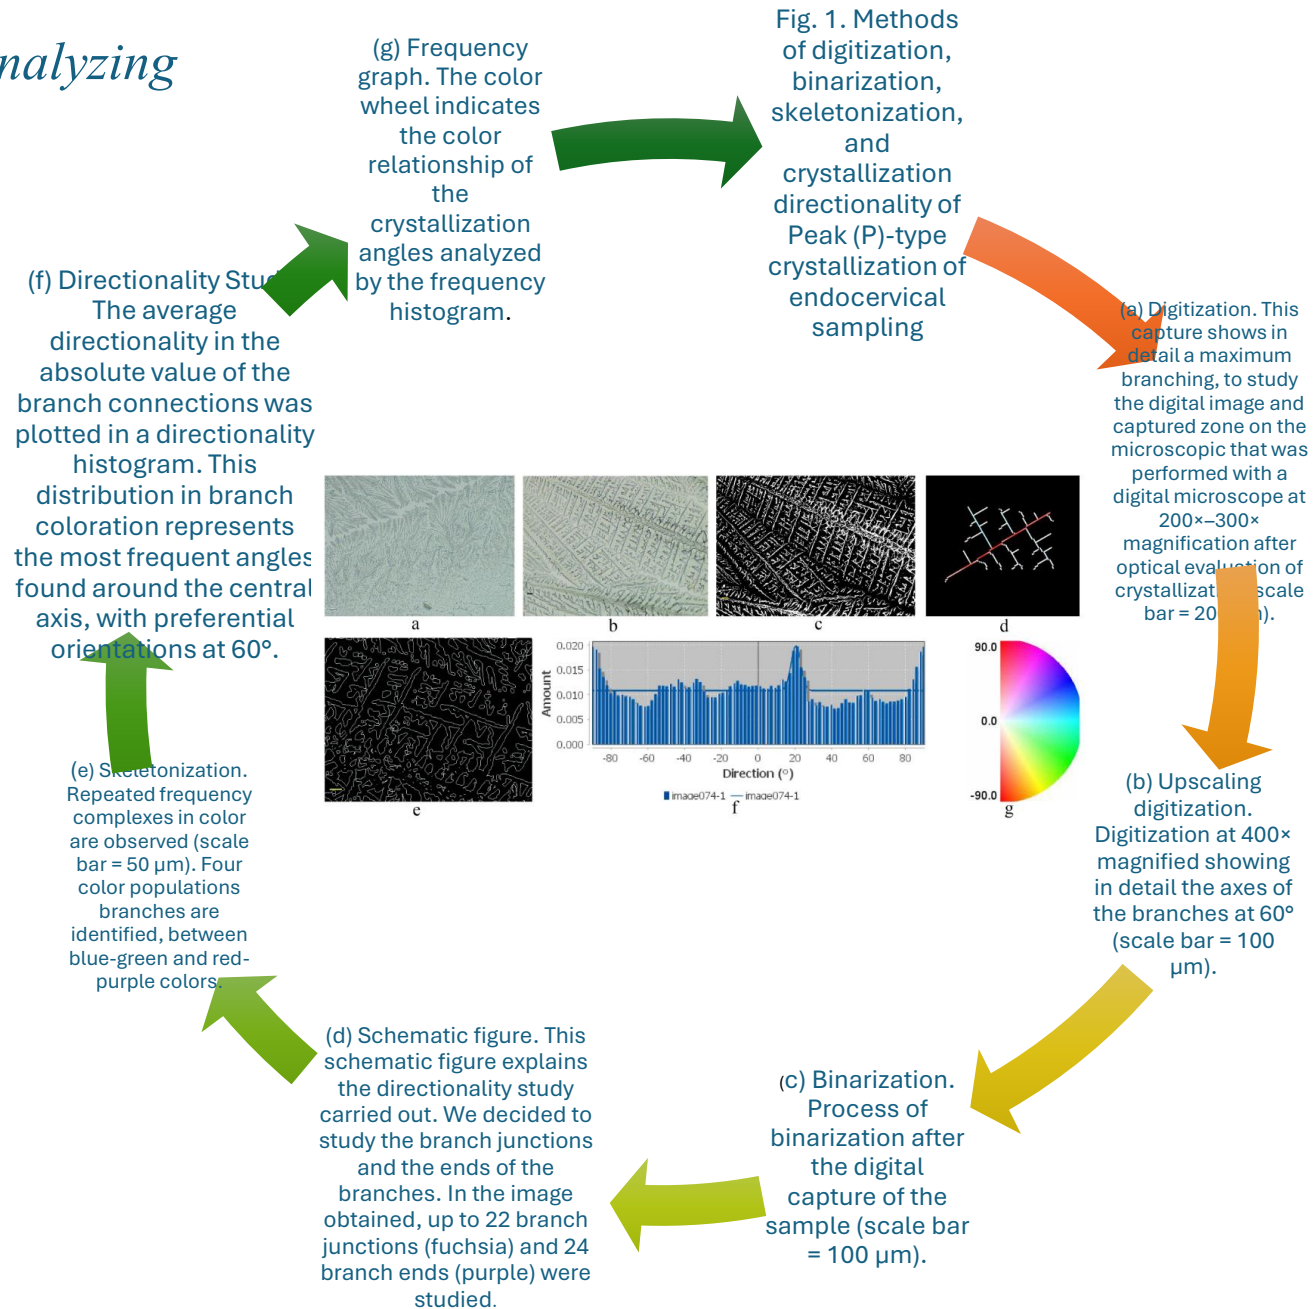 nalyzing
Fig. 1. Methods
of digitization,
binarization,
skeletonization,
and
crystallization
directionality of
Peak (P)-type
crystallization of
endocervical
sampling
(a) Digitization. This
capture shows in
detail a maximum
branching, to study
the digital image and
captured zone on the
microscopic that was
performed with a
digital microscope at
200×–300×
magnification after
optical evaluation of
scale
bar = 20
(b) Upscaling
digitization.
Digitization at 400×
magnified showing
in detail the axes of
the branches at 60°
(scale bar = 100
µm).
(c) Binarization.
Process of
binarization after
the digital
capture of the
sample (scale bar
= 100 µm).
(d) Schematic figure. This
schematic figure explains
the directionality study
carried out. We decided to
study the branch junctions
and the ends of the
branches. In the image
obtained, up to 22 branch
junctions (fuchsia) and 24
branch ends (purple) were
studied.
(e) Skeletonization.
Repeated frequency
complexes in color
are observed (scale
bar = 50 µm). Four
color populations
branches are
identified, between
blue-green and red-
purple colors.
(f) Directionality Stu
The average
directionality in the
absolute value of the
branch connections was
plotted in a directionality
histogram. This
distribution in branch
coloration represents
the most frequent angles
found around the central
axis, with preferential
orientations at 60°.
(g) Frequency
graph. The color
wheel indicates
the color
relationship of
the
crystallization
angles analyzed
by the frequency
histogram.
a
b
c
d
e
Amount
0.020
0.015
0.010
0.005
0.000
-80 -60 -40 -20 0 20 40 60 80
Direction (°)
image074-1 image074-1
f
90.0
0.0
-90.0
g